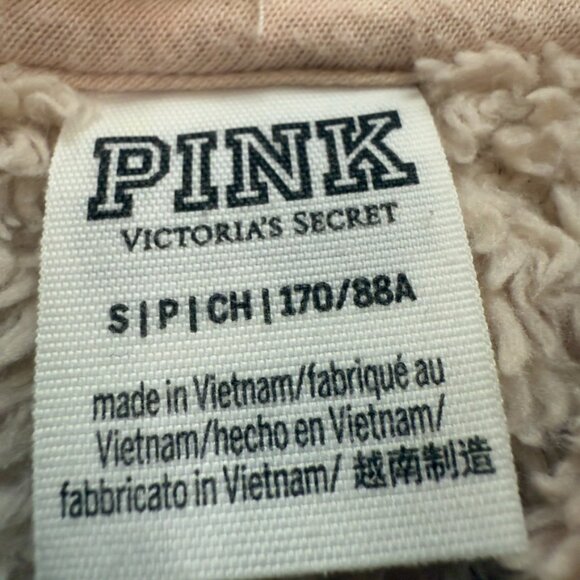 PINK
VICTORIA'S SECRET
S|P|CH|170/88A
made in Vietnam/fabriqué au
Vietnam/hecho en Vietnam/
fabbricato in Vietnam/ 越南制造